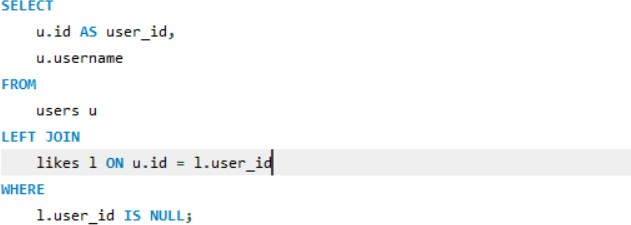 SELECT
u.id AS user_id,
u.username
FROM
users u
LEFT JOIN
likes l ON u.id = l.user_id
WHERE
l.user_id IS NULL;